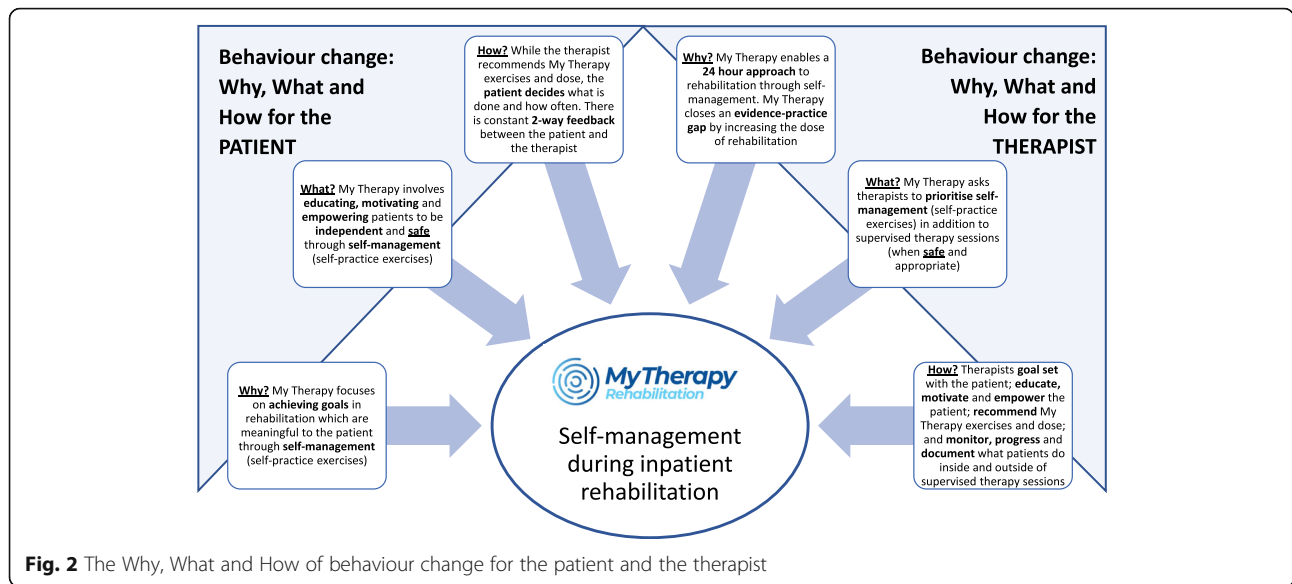 Behaviour change:
Why, What and
How for the
PATIENT
How? While the therapist
recommends My Therapy
exercises and dose, the
patient decides what is
done and how often. There
is constant 2-way feedback
between the patient and
the therapist
Why? My Therapy enables a
24 hour approach to
rehabilitation through self-
management. My Therapy
closes an evidence-practice
gap by increasing the dose
of rehabilitation
Behaviour change:
Why, What and
How for the
THERAPIST
What? My Therapy involves
educating, motivating and
empowering patients to be
independent and safe
through self-management
(self-practice exercises)
What? My Therapy asks
therapists to prioritise self-
management (self-practice
exercises) in addition to
supervised therapy sessions
(when safe and
appropriate)
Why? My Therapy focuses
on achieving goals in
rehabilitation which are
meaningful to the patient
through self-management
(self-practice exercises)
MyTherapy
Rehabilitation
Self-management
during inpatient
rehabilitation
How? Therapists goal set
with the patient; educate,
motivate and empower the
patient; recommend My
Therapy exercises and dose;
and monitor, progress and
document what patients do
inside and outside of
supervised therapy sessions
Fig. 2 The Why, What and How of behaviour change for the patient and the therapist